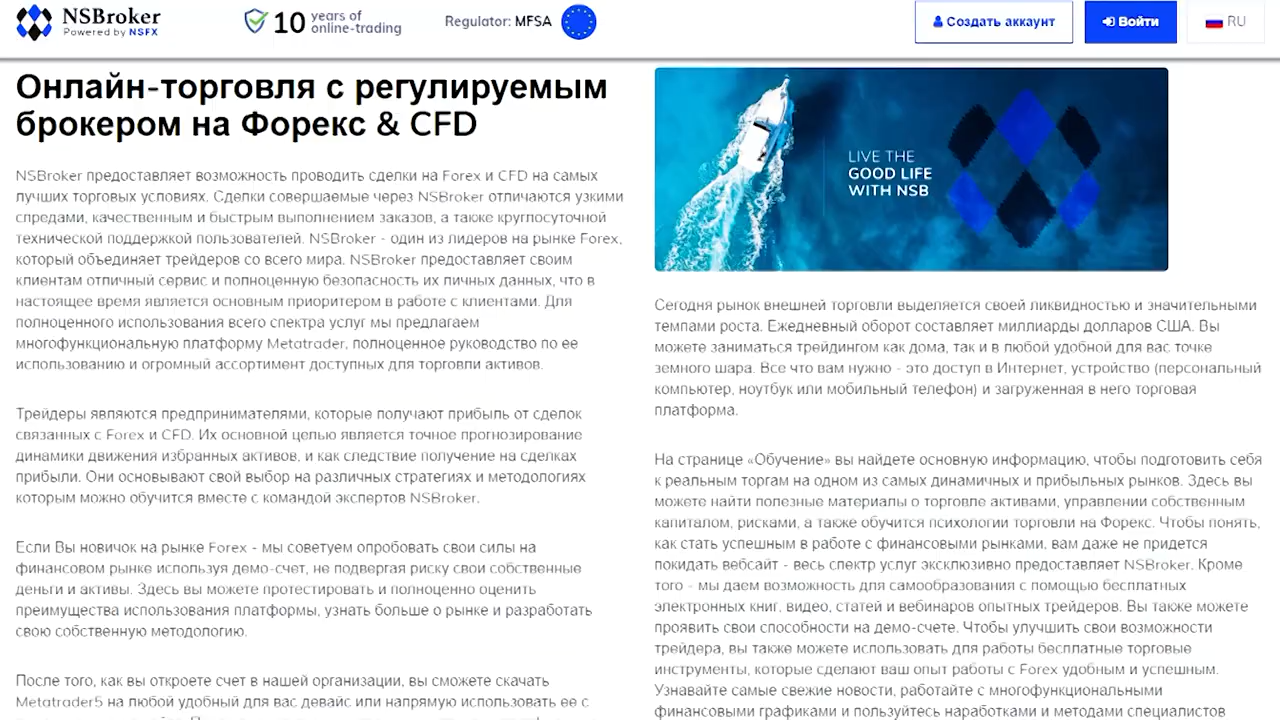 NSBroker
Powered by NSFX
10 years of
online-trading
Regulator: MFSA
Создать аккаунт
Войти
RU
Онлайн-торговля с регулируемым
брокером на Форекс & CFD
NSBroker предоставляет возможность проводить сделки на Forex и CFD на самых
лучших торговых условиях. Сделки совершаемые через NSBroker отличаются узкими
спредами, качественным и быстрым выполнением заказов, а также круглосуточной
технической поддержкой пользователей. NSBroker - один из лидеров на рынке Forex,
который объединяет трейдеров со всего мира. NSBroker предоставляет своим
клиентам отличный сервис и полноценную безопасность их личных данных, что в
настоящее время является основным приоритером в работе с клиентами. Для
полноценного использования всего спектра услуг мы предлагаем
многофункциональную платформу Metatrader, полноценное руководство по ее
использованию и огромный ассортимент доступных для торговли активов.
Трейдеры являются предпринимателями, которые получают прибыль от сделок
связанных с Forex и CFD. Их основной целью является точное прогнозирование
динамики движения избранных активов, и как следствие получение на сделках
прибыли. Они основывают свой выбор на различных стратегиях и методологиях
которым можно обучится вместе с командой экспертов NSBroker.
Если Вы новичок на рынке Forex - мы советуем опробовать свои силы на
финансовом рынке используя демо-счет, не подвергая риску свои собственные
деньги и активы. Здесь вы можете протестировать и полноценно оценить
преимущества использования платформы, узнать больше о рынке и разработать
свою собственную методологию.
После того, как вы откроете счет в нашей организации, вы сможете скачать
Metatrader5 на любой удобный для вас девайс или напрямую использовать ее с
LIVE THE
GOOD LIFE
WITH NSB
Сегодня рынок внешней торговли выделяется своей ликвидностью и значительными
темпами роста. Ежедневный оборот составляет миллиарды долларов США. Вы
можете заниматься трейдингом как дома, так и в любой удобной для вас точке
земного шара. Все что вам нужно - это доступ в Интернет, устройство (персональный
компьютер, ноутбук или мобильный телефон) и загруженная в него торговая
платформа.
На странице «Обучение» вы найдете основную информацию, чтобы подготовить себя
к реальным торгам на одном из самых динамичных и прибыльных рынков. Здесь вы
можете найти полезные материалы о торговле активами, управлении собственным
капиталом, рисками, а также обучится психологии торговли на Форекс. Чтобы понять,
как стать успешным в работе с финансовыми рынками, вам даже не придется
покидать вебсайт - весь спектр услуг эксклюзивно предоставляет NSBroker. Кроме
того - мы даем возможность для самообразования с помощью бесплатных
электронных книг, видео, статей и вебинаров опытных трейдеров. Вы также можете
проявить свои способности на демо-счете. Чтобы улучшить свои возможности
трейдера, вы также можете использовать для работы бесплатные торговые
инструменты, которые сделают ваш опыт работы с Forex удобным и успешным.
Узнавайте самые свежие новости, работайте с многофункциональными
финансовыми графиками и пользуйтесь наработками и методами специалистов